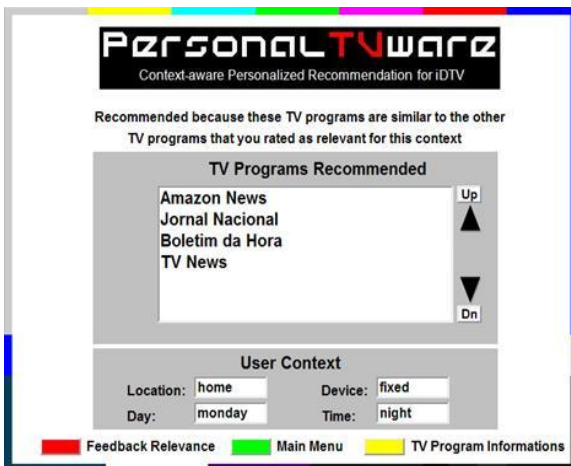 PersonalTVware
Context-aware Personalized Recommendation for iDTV
Recommended because these TV programs are similar to the other
TV programs that you rated as relevant for this context
TV Programs Recommended
Amazon News
Jornal Nacional
Boletim da Hora
TV News
Up
Dn
User Context
Location: home Device: fixed
Day: monday Time: night
Feedback Relevance Main Menu TV Program Informations